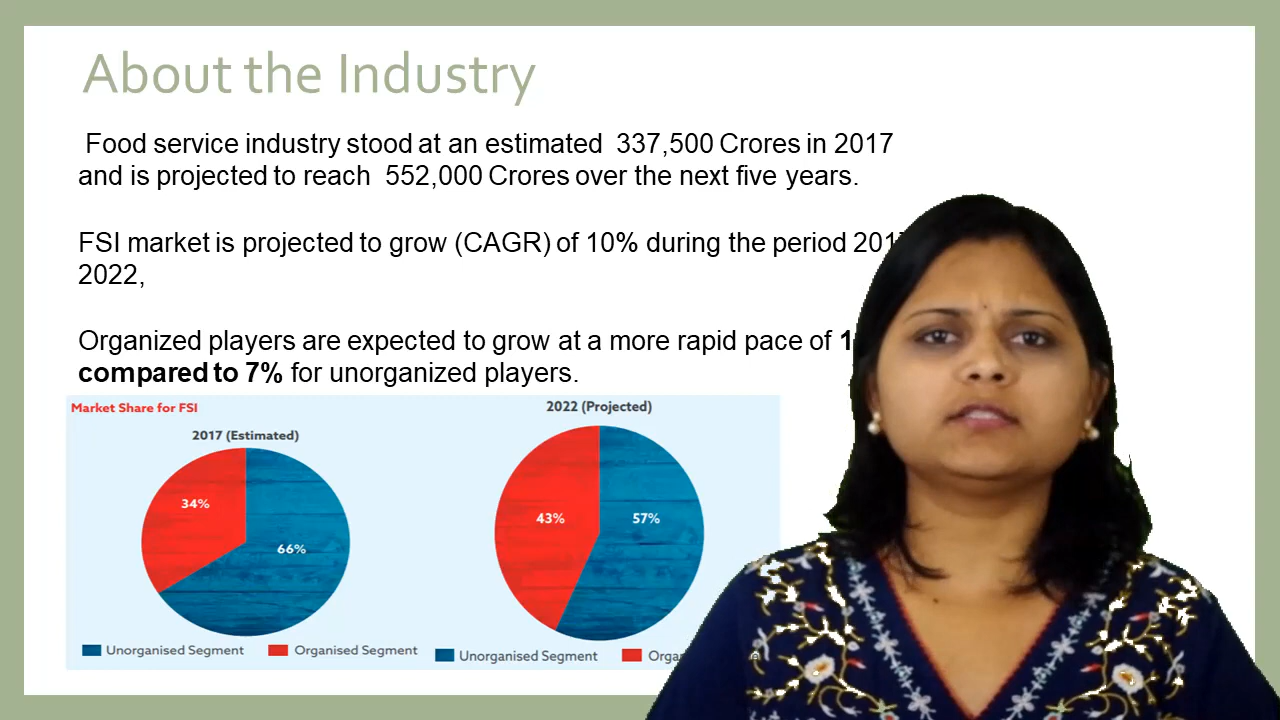 About the Industry
Food service industry stood at an estimated 337,500 Crores in 2017
and is projected to reach 552,000 Crores over the next five years.
FSI market is projected to grow (CAGR) of 10% during the period
2022,
Organized players are expected to grow at a more rapid pace of
compared to 7% for unorganized players.
Market Share for FSI
2017 (Estimated)
2022 (Projected)
34%
66%
43%
57%
Unorganised Segment
Organised Segment
Unorganised Segment